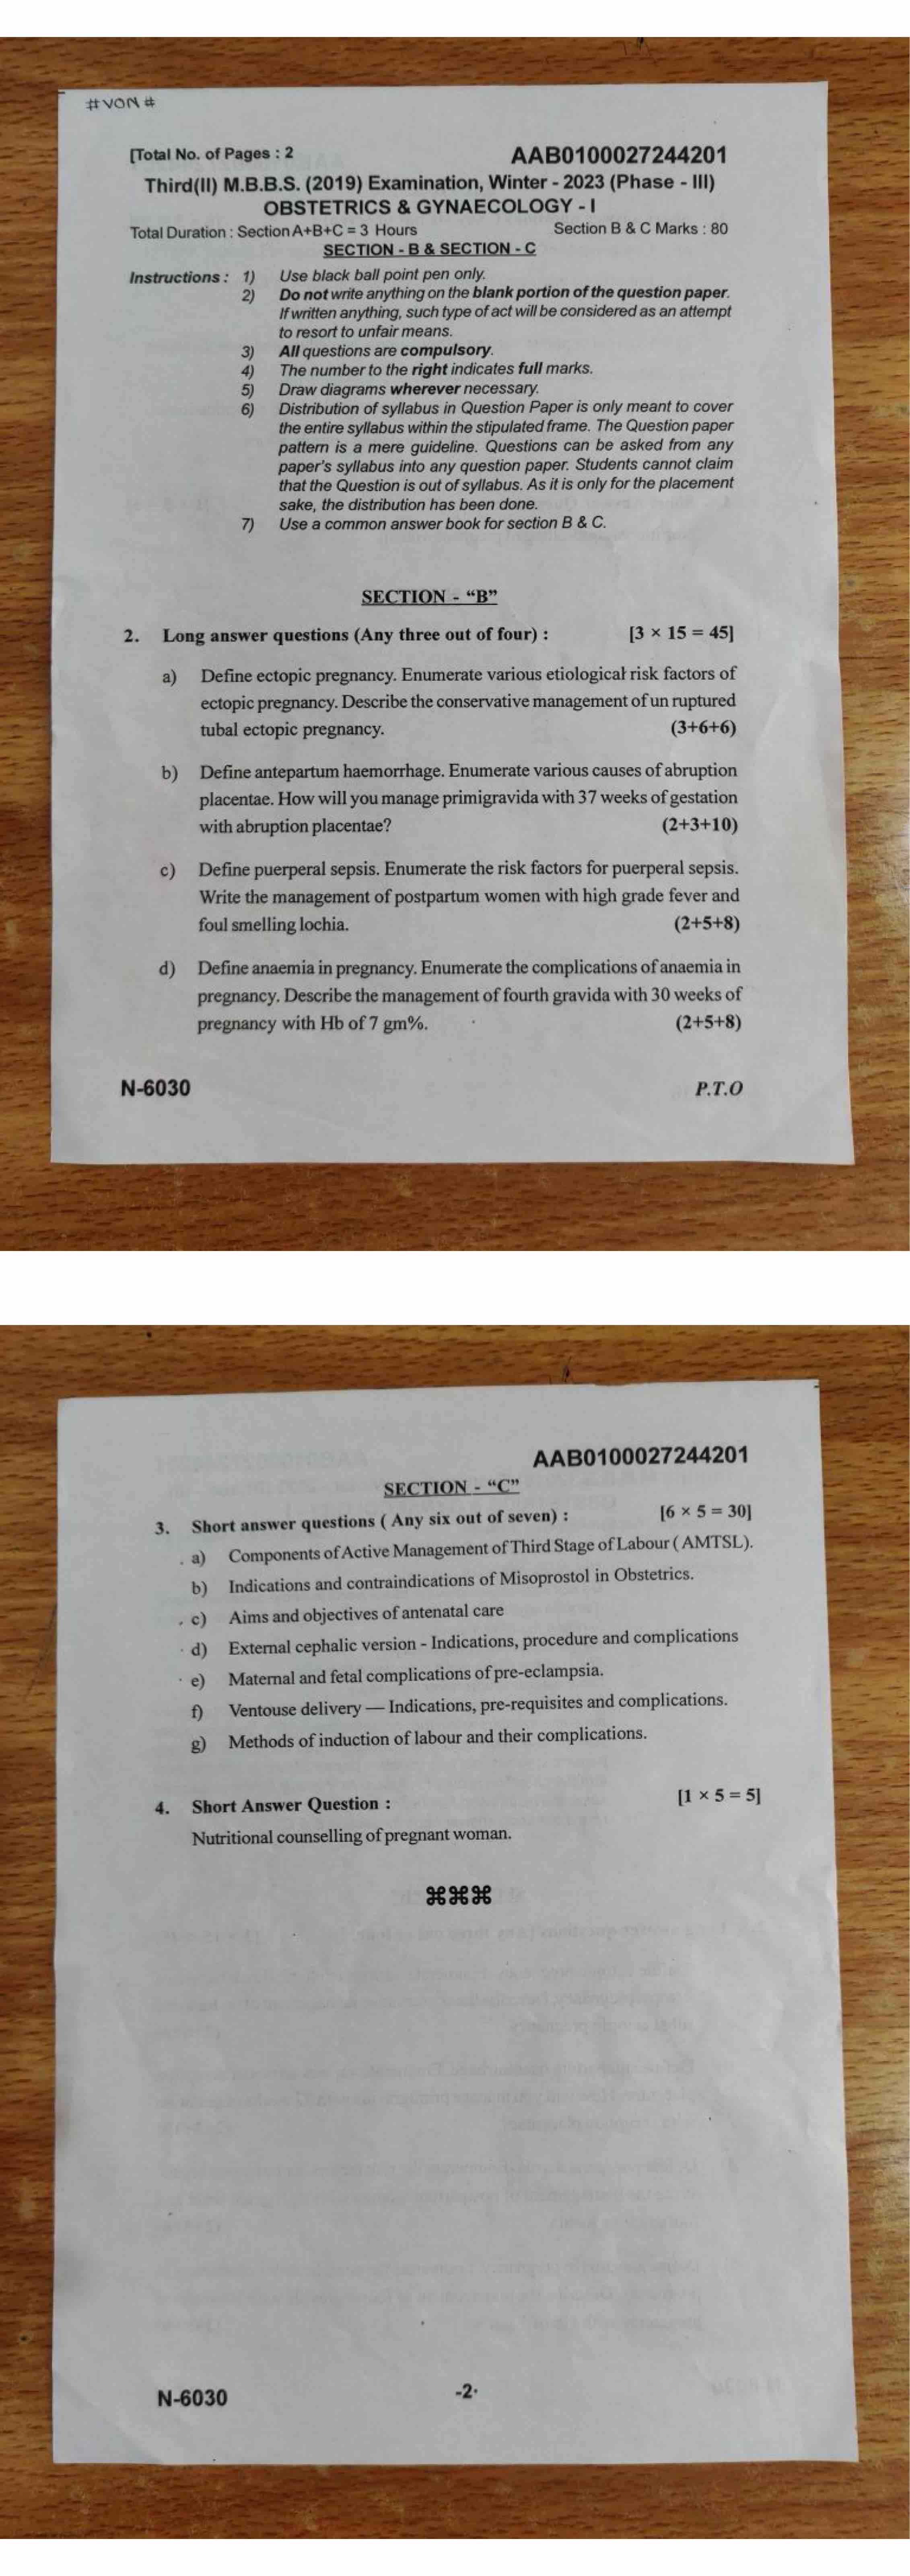 #VON#
[Total No. of Pages : 2
AAB0100027244201
Third(II) M.B.B.S. (2019) Examination, Winter - 2023 (Phase - III)
OBSTETRICS & GYNAECOLOGY - I
Total Duration : Section A+B+C = 3 Hours
Section B & C Marks : 80
SECTION - B & SECTION - C
Instructions : 1) Use black ball point pen only.
2) Do not write anything on the blank portion of the question paper.
If written anything, such type of act will be considered as an attempt
to resort to unfair means.
3) All questions are compulsory.
4) The number to the right indicates full marks.
5) Draw diagrams wherever necessary.
6) Distribution of syllabus in Question Paper is only meant to cover
the entire syllabus within the stipulated frame. The Question paper
pattern is a mere guideline. Questions can be asked from any
paper's syllabus into any question paper. Students cannot claim
that the Question is out of syllabus. As it is only for the placement
sake, the distribution has been done.
7) Use a common answer book for section B & C.
SECTION - “B”
2. Long answer questions (Any three out of four) : [3 × 15 = 45]
a) Define ectopic pregnancy. Enumerate various etiological risk factors of
ectopic pregnancy. Describe the conservative management of un ruptured
tubal ectopic pregnancy. (3+6+6)
b) Define antepartum haemorrhage. Enumerate various causes of abruption
placentae. How will you manage primigravida with 37 weeks of gestation
with abruption placentae? (2+3+10)
c) Define puerperal sepsis. Enumerate the risk factors for puerperal sepsis.
Write the management of postpartum women with high grade fever and
foul smelling lochia. (2+5+8)
d) Define anaemia in pregnancy. Enumerate the complications of anaemia in
pregnancy. Describe the management of fourth gravida with 30 weeks of
pregnancy with Hb of 7 gm%. (2+5+8)
N-6030 P.T.O
AAB0100027244201
SECTION - “C”
3. Short answer questions ( Any six out of seven) : [6 × 5 = 30]
a) Components of Active Management of Third Stage of Labour ( AMTSL).
b) Indications and contraindications of Misoprostol in Obstetrics.
c) Aims and objectives of antenatal care
d) External cephalic version - Indications, procedure and complications
e) Maternal and fetal complications of pre-eclampsia.
f) Ventouse delivery — Indications, pre-requisites and complications.
g) Methods of induction of labour and their complications.
4. Short Answer Question : [1 × 5 = 5]
Nutritional counselling of pregnant woman.
⌘⌘⌘
N-6030 -2-